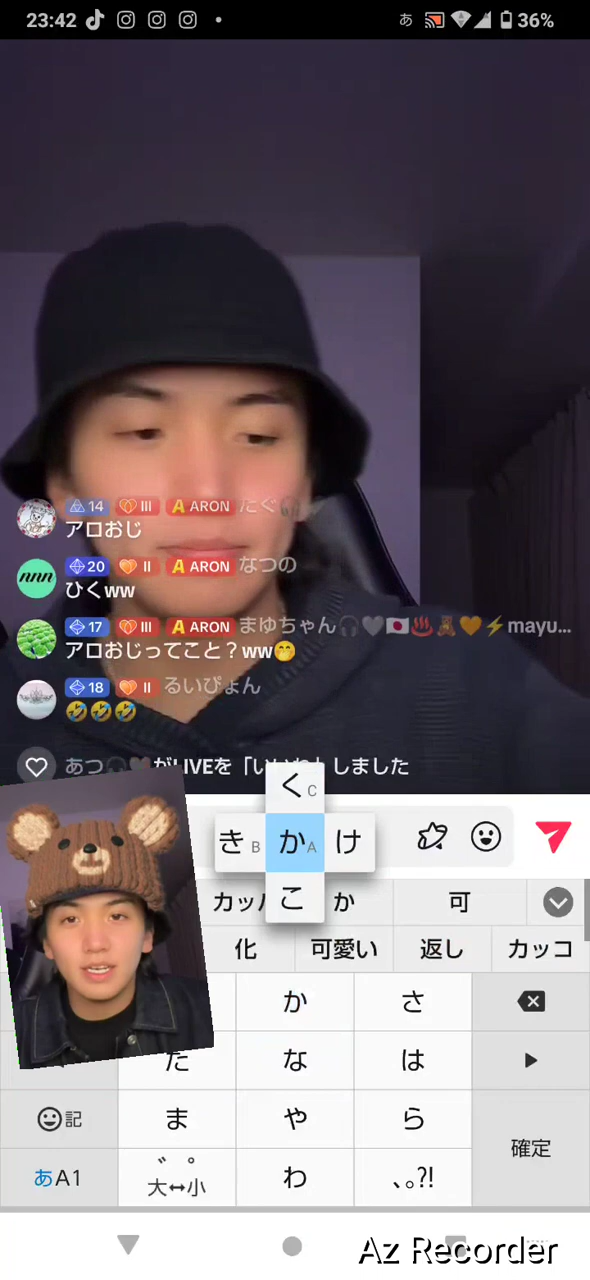 23:42
あ
36%
14 III A ARON たぐ
アロおじ
nnn
20 II A ARON なつの
ひくww
17 III A ARON まゆちゃん🎧🩶🇯🇵♨️🧸🧡⚡mayu...
アロおじってこと？ww🤭
18 II るいぴょん
🤣🤣🤣
あつ🎧がLIVEを「いいね」しました
く C
き B
か A
け
こ
か
可
化
可愛い
返し
カッコ
か
さ
た
な
は
記
ま
や
ら
確定
あA1
゛゜
大↔小
わ
、。?!
Az Recorder